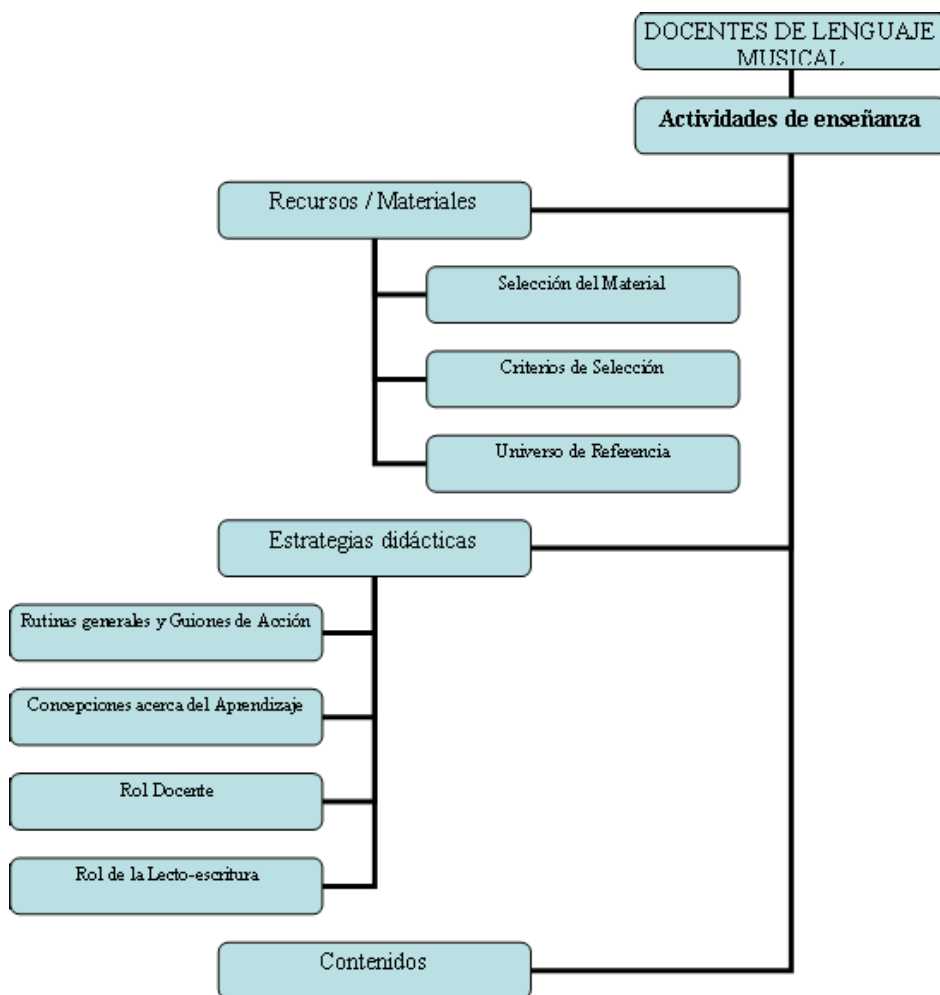 DOCENTES DE LENGUAJE
MUSICAL
Actividades de enseñanza
Recursos / Materiales
Selección del Material
Criterios de Selección
Universo de Referencia
Estrategias didácticas
Rutinas generales y Guiones de Acción
Concepciones acerca del Aprendizaje
Rol Docente
Rol de la Lecto-escritura
Contenidos